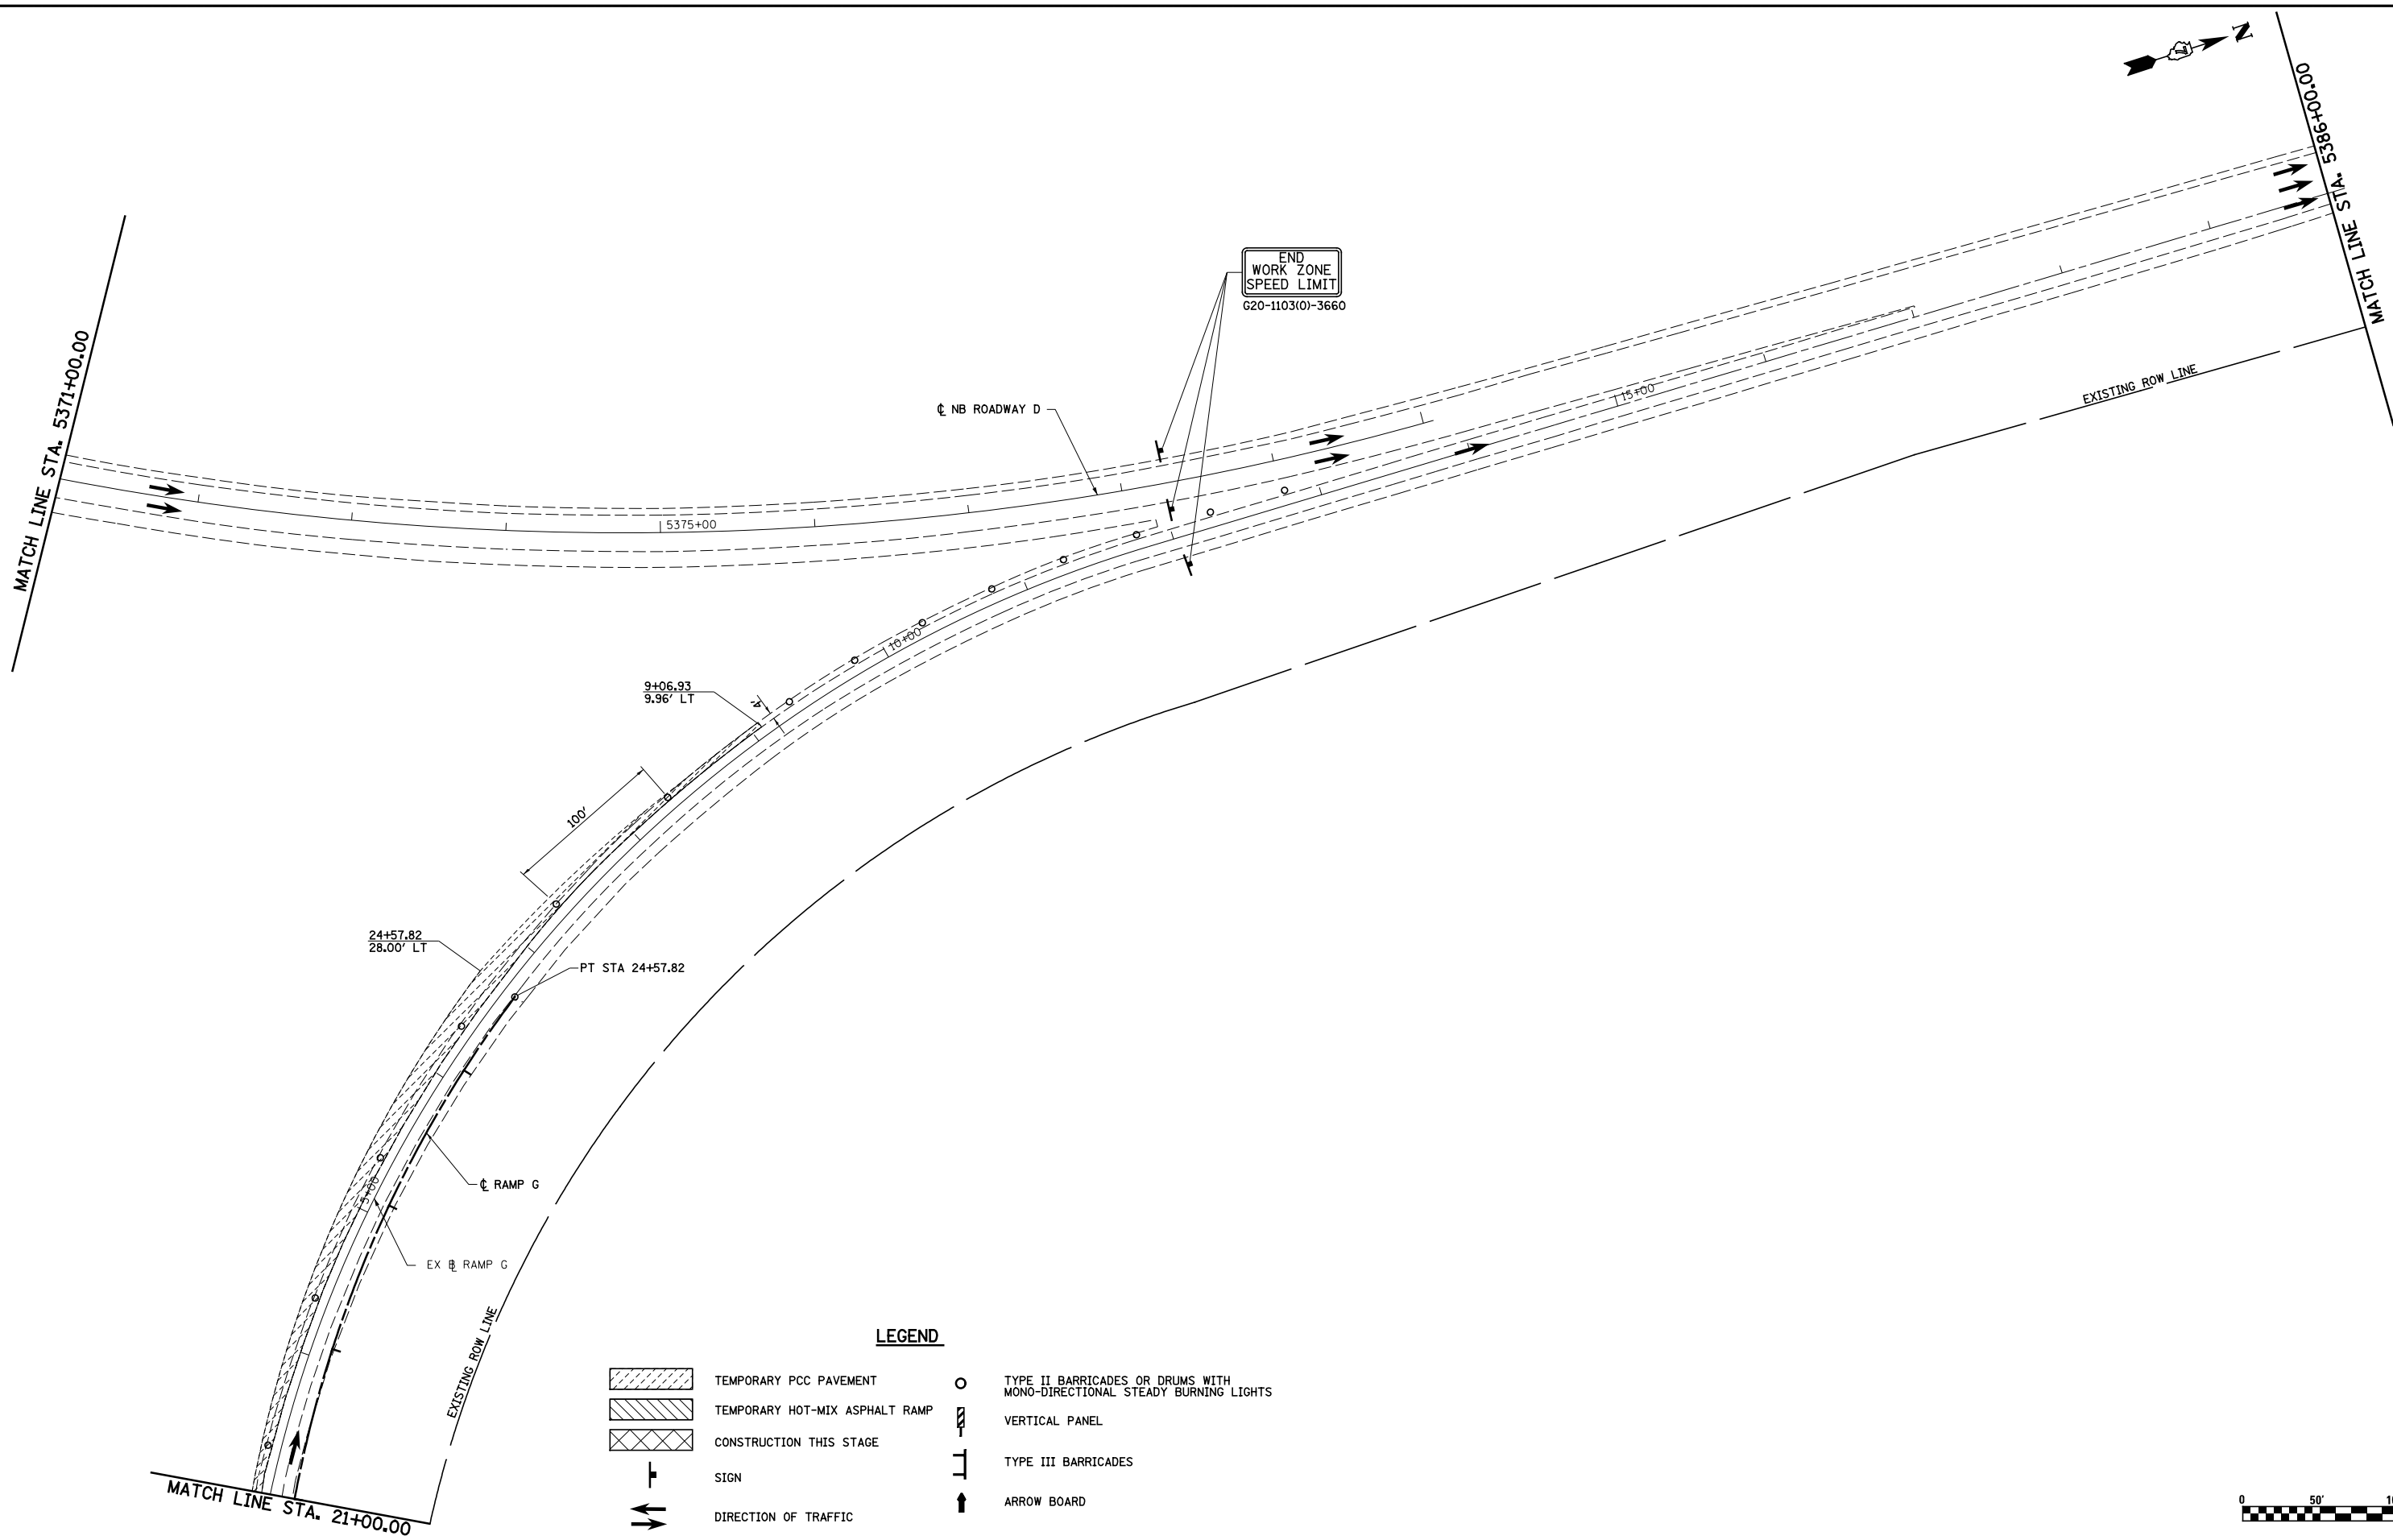 N
MATCH LINE STA. 5386+00.00
MATCH LINE STA. 5371+00.00
END
WORK ZONE
SPEED LIMIT
G20-1103(0)-3660
EXISTING ROW LINE
15+00
℄ NB ROADWAY D
5375+00
10+00
9+06.93
9.96' LT
4'
100'
24+57.82
28.00' LT
PT STA 24+57.82
℄ RAMP G
5+00
EX BL RAMP G
EXISTING ROW LINE
MATCH LINE STA. 21+00.00
LEGEND
TEMPORARY PCC PAVEMENT
TEMPORARY HOT-MIX ASPHALT RAMP
CONSTRUCTION THIS STAGE
SIGN
DIRECTION OF TRAFFIC
TYPE II BARRICADES OR DRUMS WITH
MONO-DIRECTIONAL STEADY BURNING LIGHTS
VERTICAL PANEL
TYPE III BARRICADES
ARROW BOARD
0 50'